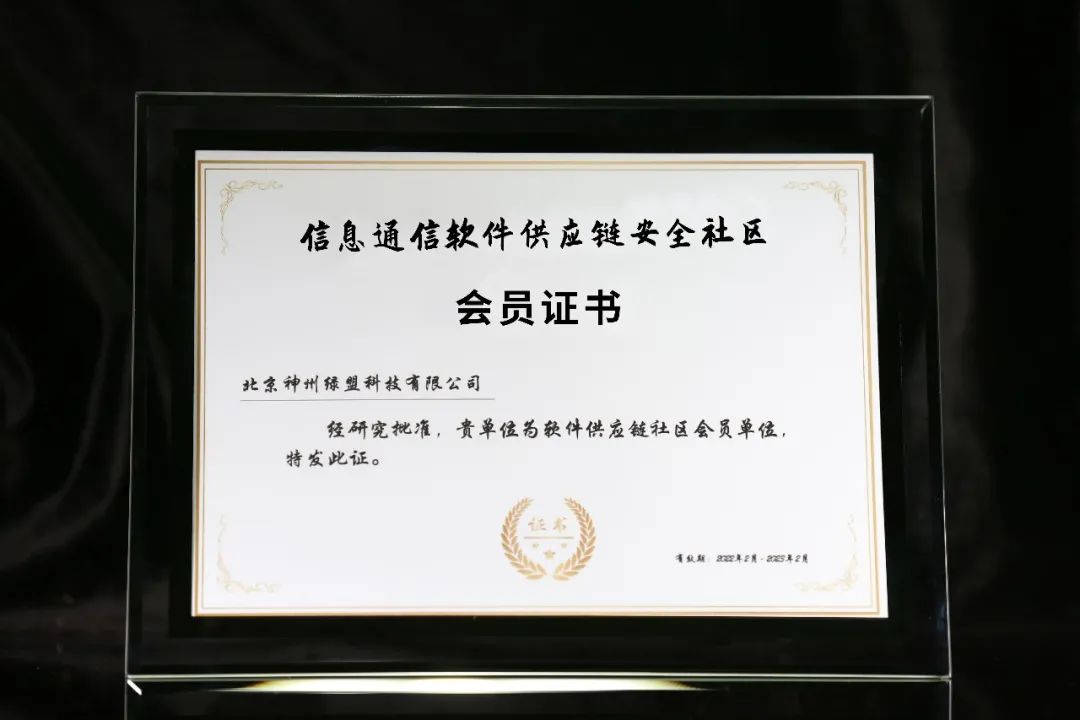 信息通信软件供应链安全社区
会员证书
北京神州绿盟科技有限公司
经研究批准，贵单位为软件供应链社区会员单位，
特发此证。
证书
有效期：2022年2月-2023年2月